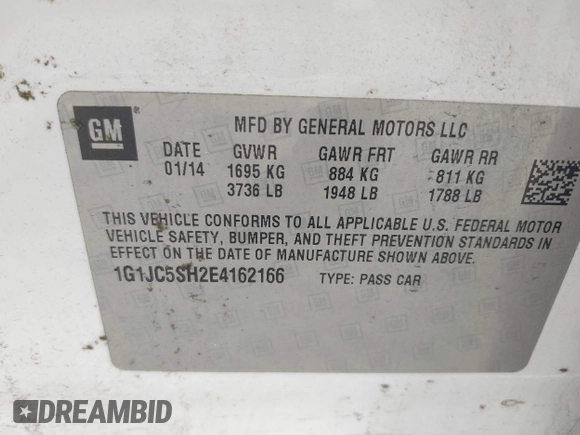 GM
MFD BY GENERAL MOTORS LLC
DATE GVWR GAWR FRT GAWR RR
01/14 1695 KG 884 KG 811 KG
3736 LB 1948 LB 1788 LB
THIS VEHICLE CONFORMS TO ALL APPLICABLE U.S. FEDERAL MOTOR
VEHICLE SAFETY, BUMPER, AND THEFT PREVENTION STANDARDS IN
EFFECT ON THE DATE OF MANUFACTURE SHOWN ABOVE.
1G1JC5SH2E4162166 TYPE: PASS CAR
DREAMBID